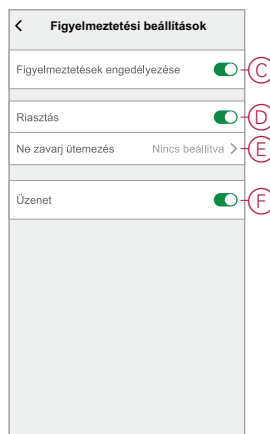 Figyelmeztetési beállítások
Figyelmeztetések engedélyezése C
Riasztás D
Ne zavarj ütemezés Nincs beállítva E
Üzenet F